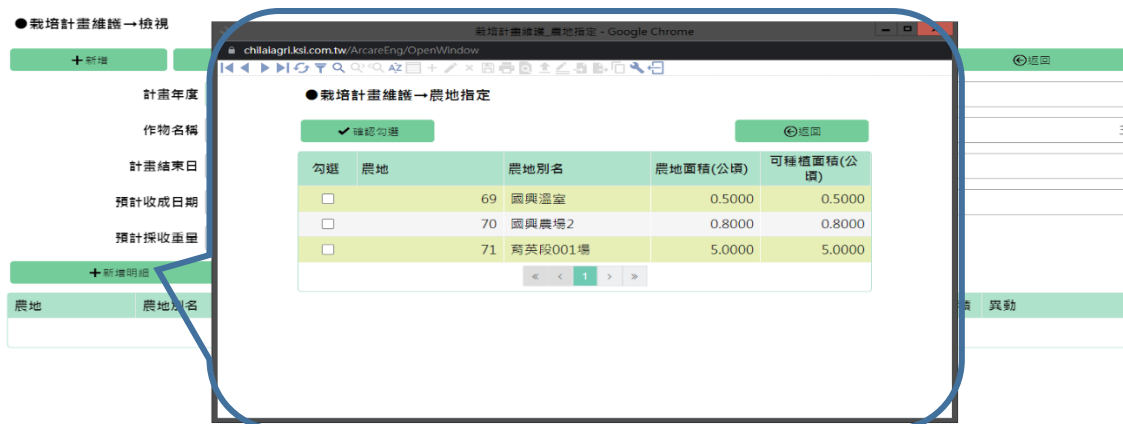 ●栽培計畫維護→檢視
栽培計畫維護_農地指定 - Google Chrome
chilaiagri.ksi.com.tw/ArcareEng/OpenWindow
+新增
返回
計畫年度
作物名稱
計畫結束日
預計收成日期
預計採收重量
+新增明細
農地 農地別名 異動
●栽培計畫維護→農地指定
✔確認勾選 返回
勾選 農地 農地別名 農地面積(公頃) 可種植面積(公頃)
69 國興溫室 0.5000 0.5000
70 國興農場2 0.8000 0.8000
71 育英段001場 5.0000 5.0000
« ‹ 1 › »